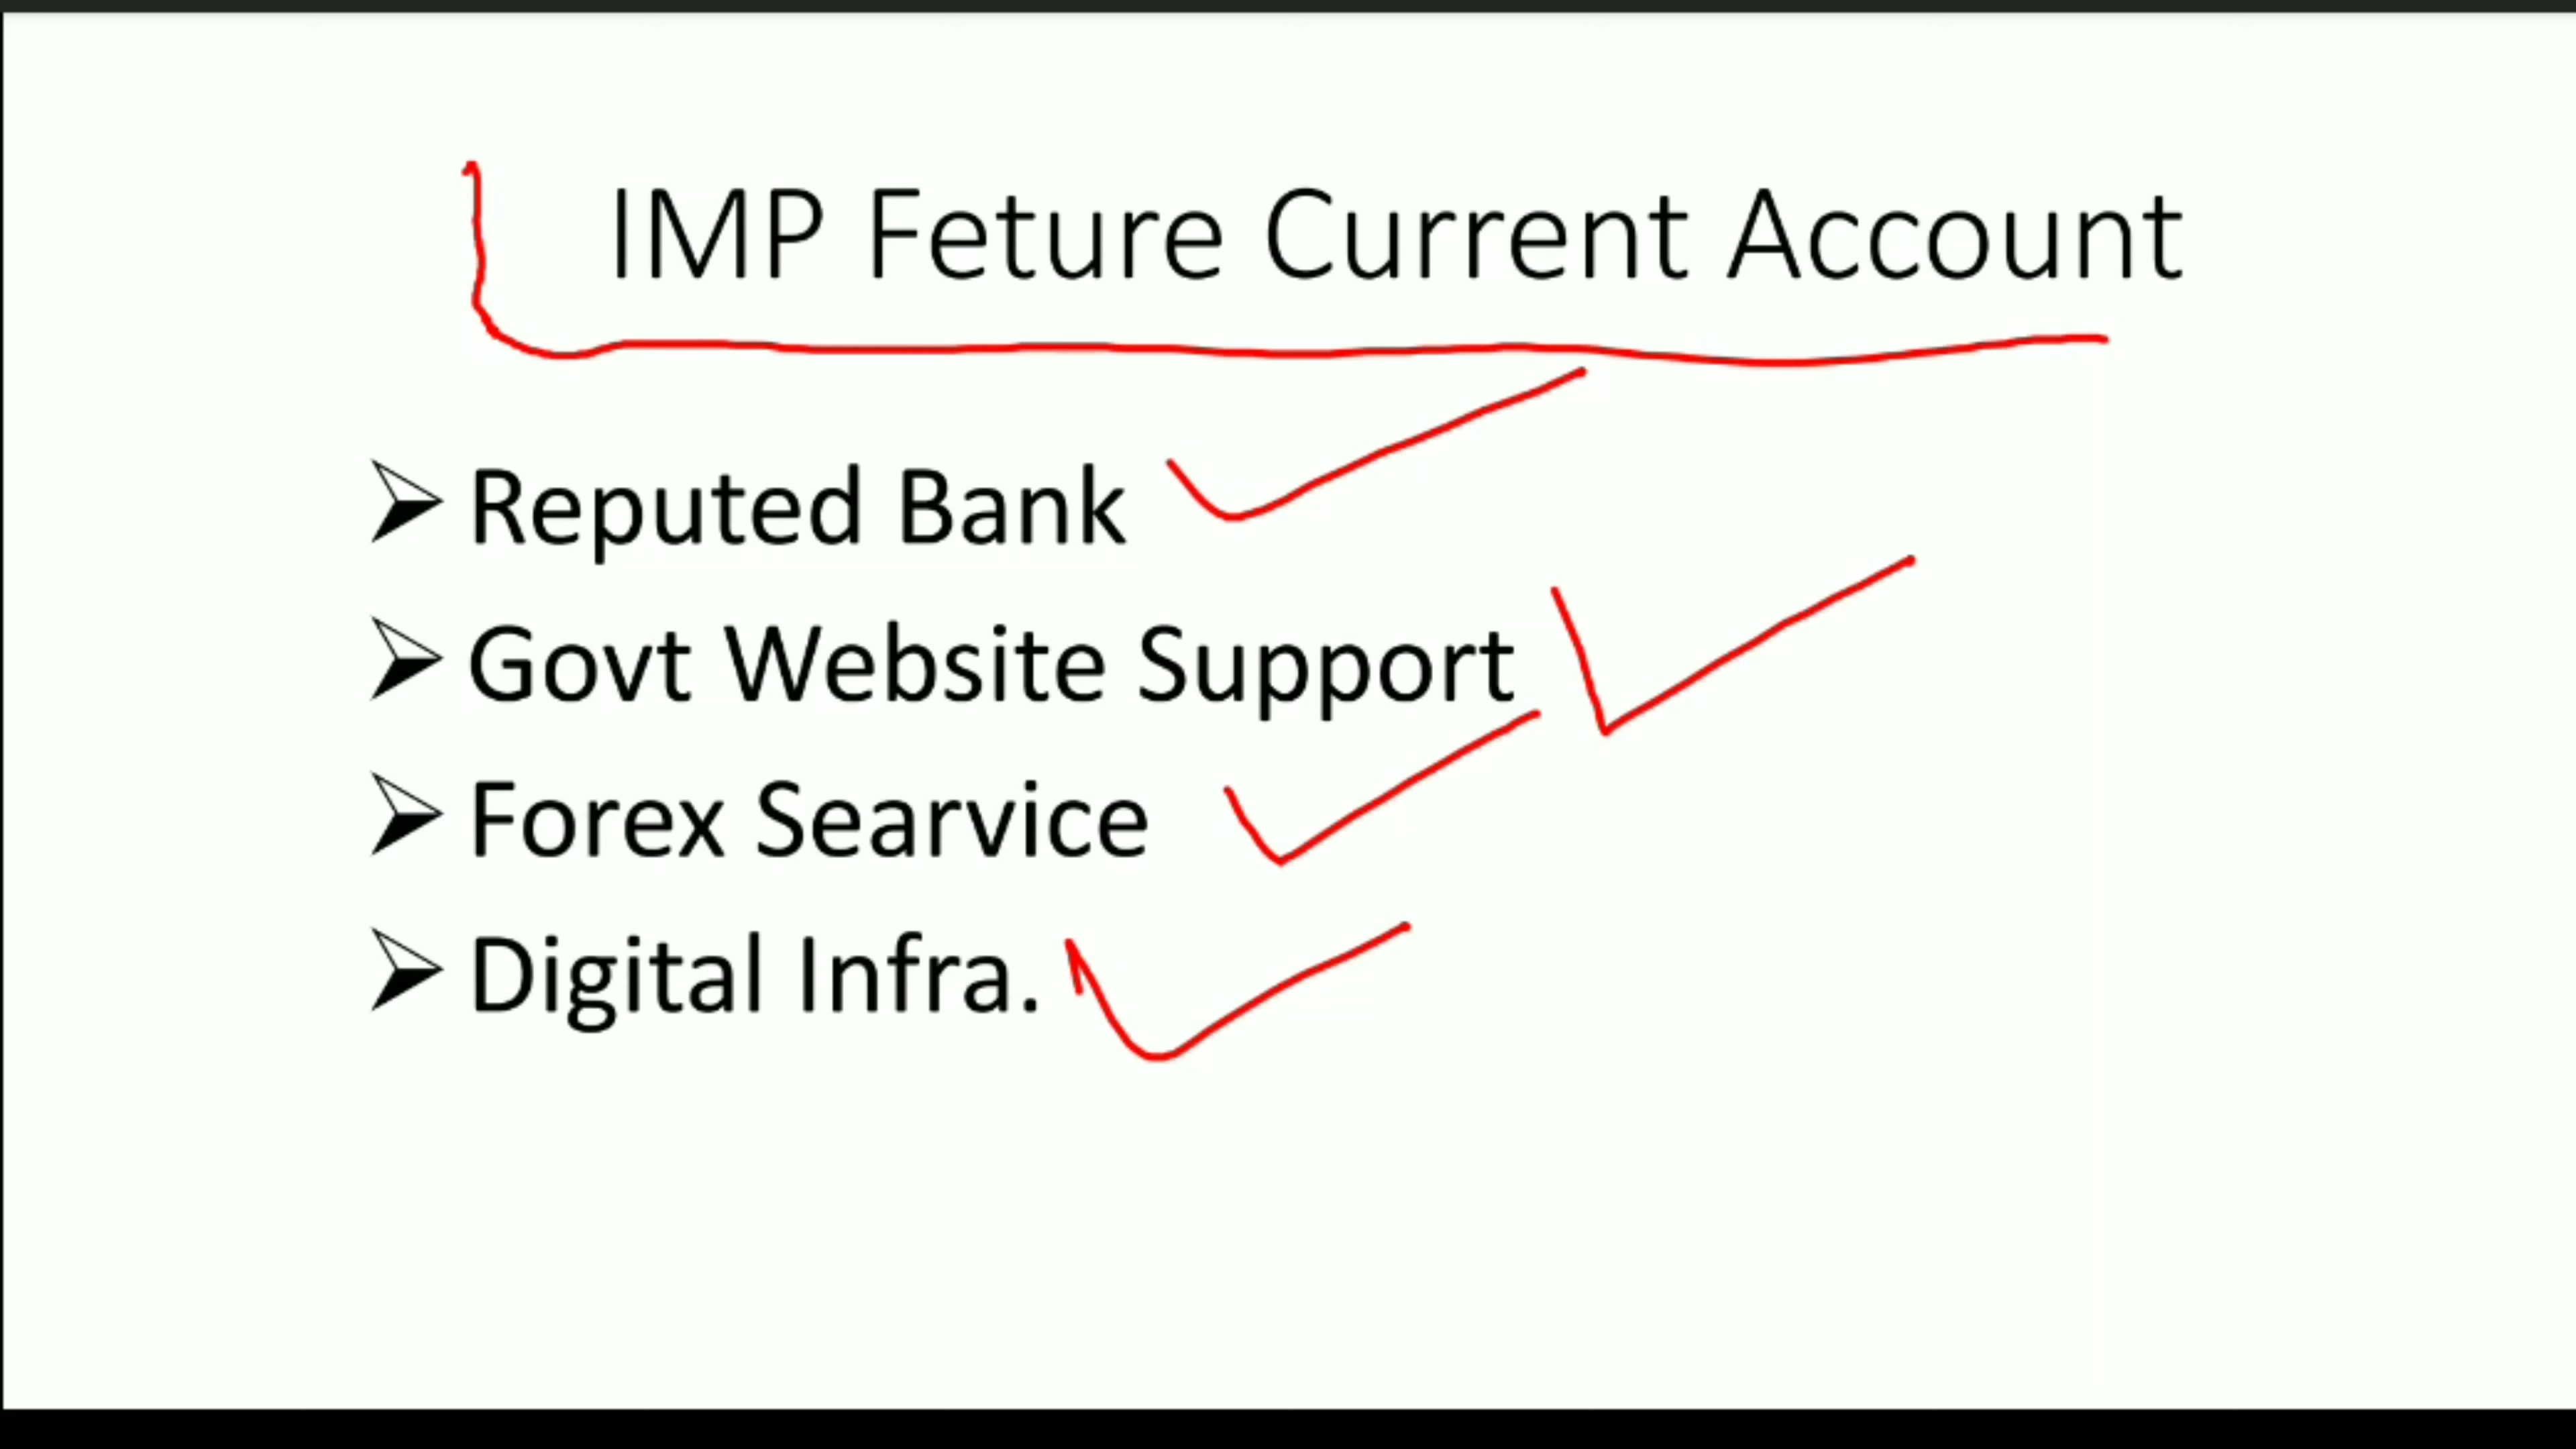 IMP Feture Current Account
Reputed Bank
Govt Website Support
Forex Searvice
Digital Infra.